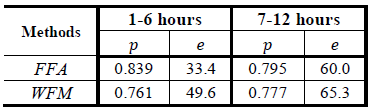 Methods 1-6 hours 7-12 hours
p e p e
FFA 0.839 33.4 0.795 60.0
WFM 0.761 49.6 0.777 65.3